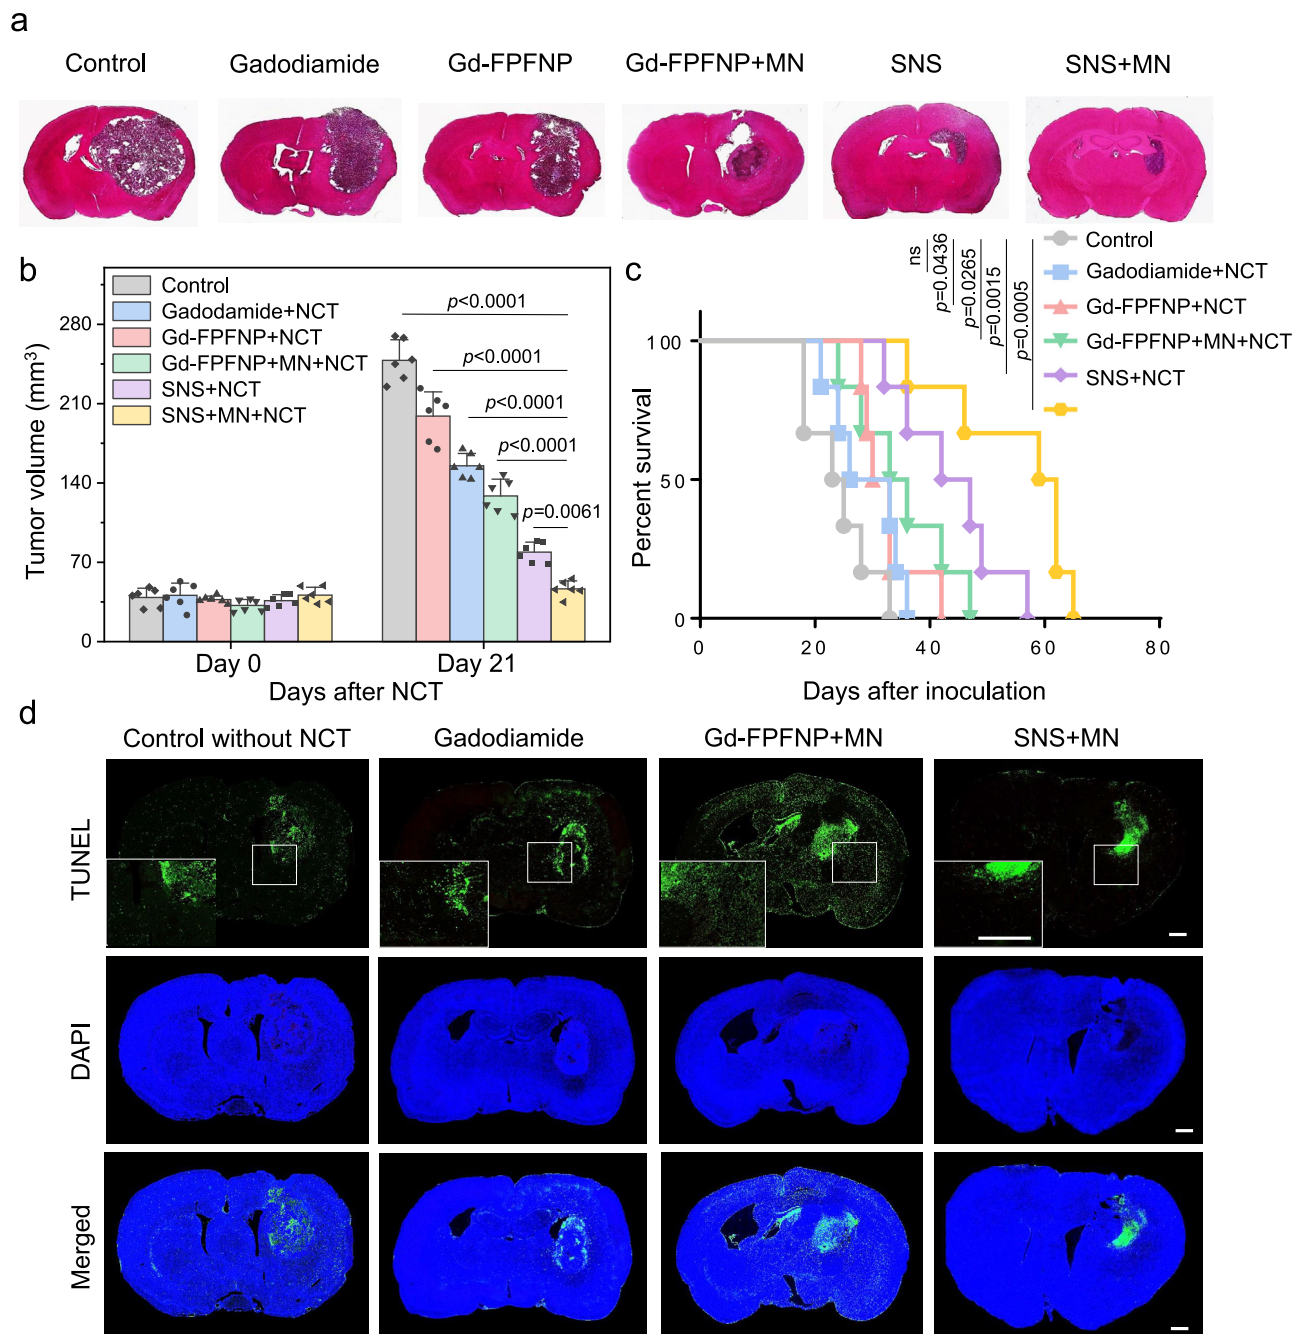 a
Control
Gadodiamide
Gd-FPFNP
Gd-FPFNP+MN
SNS
SNS+MN
b
Tumor volume (mm³)
280
210
140
70
0
Control
Gadodamide+NCT
Gd-FPFNP+NCT
Gd-FPFNP+MN+NCT
SNS+NCT
SNS+MN+NCT
p<0.0001
p<0.0001
p<0.0001
p<0.0001
p=0.0061
Day 0
Day 21
Days after NCT
c
ns
p=0.0436
p=0.0265
p=0.0015
p=0.0005
Control
Gadodiamide+NCT
Gd-FPFNP+NCT
Gd-FPFNP+MN+NCT
SNS+NCT
Percent survival
100
50
0
0
20
40
60
80
Days after inoculation
d
Control without NCT
Gadodiamide
Gd-FPFNP+MN
SNS+MN
TUNEL
DAPI
Merged